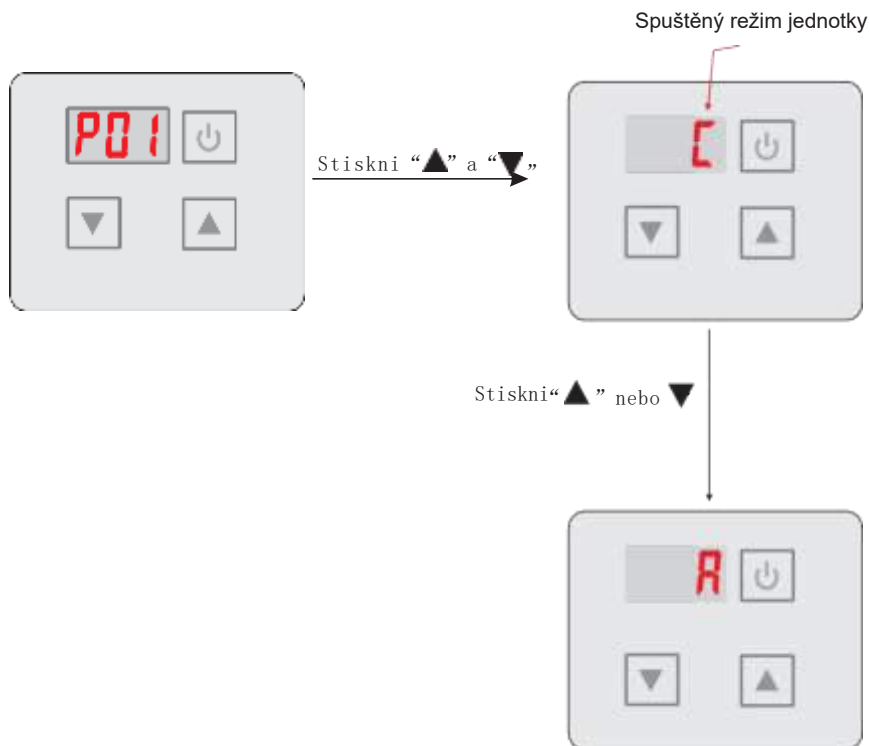 Spuštěný režim jednotky
P01
C
Stiskni “▲” a “▼”
Stiskni“▲” nebo ▼
A